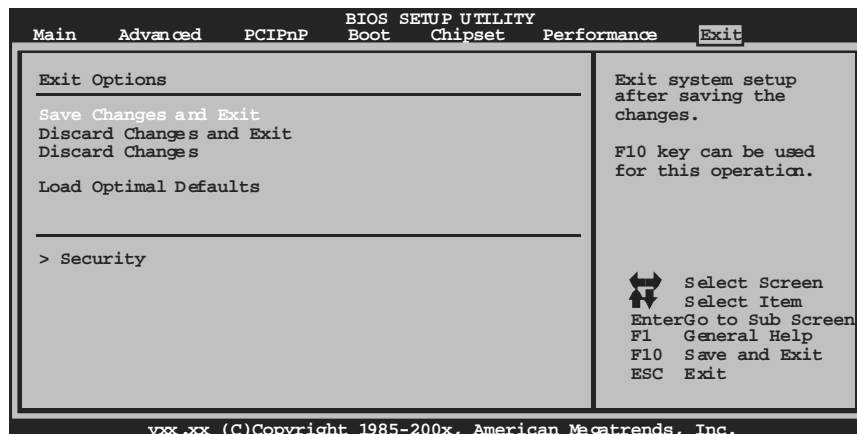 BIOS SETUP UTILITY
Main Advanced PCIPnP Boot Chipset Performance Exit
Exit Options
Save Changes and Exit
Discard Changes and Exit
Discard Changes
Load Optimal Defaults
> Security
Exit system setup
after saving the
changes.
F10 key can be used
for this operation.
Select Screen
Select Item
EnterGo to Sub Screen
F1 General Help
F10 Save and Exit
ESC Exit
vxx.xx (C)Copyright 1985-200x, American Megatrends, Inc.